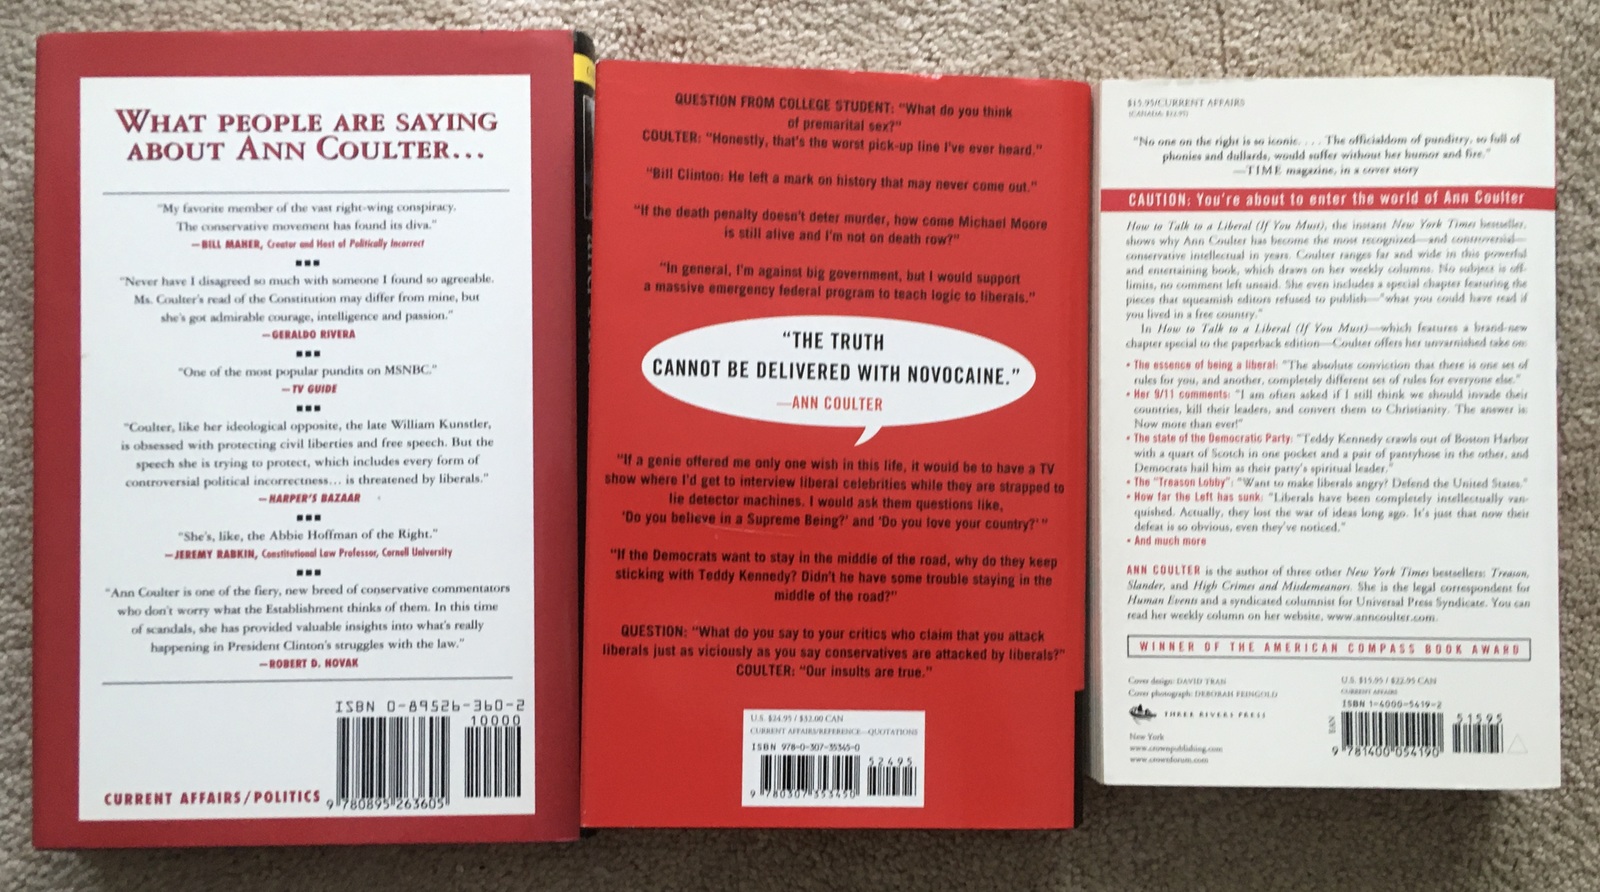 WHAT PEOPLE ARE SAYING
ABOUT ANN COULTER...
"My favorite member of the vast right-wing conspiracy.
The conservative movement has found its diva."
—BILL MAHER, Creator and Host of Politically Incorrect
"Never have I disagreed so much with someone I found so agreeable.
Ms. Coulter's read of the Constitution may differ from mine, but
she's got admirable courage, intelligence and passion."
—GERALDO RIVERA
"One of the most popular pundits on MSNBC."
—TV GUIDE
"Coulter, like her ideological opposite, the late William Kunstler,
is obsessed with protecting civil liberties and free speech. But the
speech she is trying to protect, which includes every form of
controversial political incorrectness... is threatened by liberals."
—HARPER'S BAZAAR
"She's, like, the Abbie Hoffman of the Right."
—JEREMY RABKIN, Constitutional Law Professor, Cornell University
"Ann Coulter is one of the fiery, new breed of conservative commentators
who don't worry what the Establishment thinks of them. In this time
of scandals, she has provided valuable insights into what's really
happening in President Clinton's struggles with the law."
—ROBERT D. NOVAK
ISBN 0-89526-360-2
10000
9 780895 263605
CURRENT AFFAIRS/POLITICS
QUESTION FROM COLLEGE STUDENT: "What do you think
of premarital sex?"
COULTER: "Honestly, that's the worst pick-up line I've ever heard."
"Bill Clinton: He left a mark on history that may never come out."
"If the death penalty doesn't deter murder, how come Michael Moore
is still alive and I'm not on death row?"
"In general, I'm against big government, but I would support
a massive emergency federal program to teach logic to liberals."
"THE TRUTH
CANNOT BE DELIVERED WITH NOVOCAINE."
—ANN COULTER
"If a genie offered me only one wish in this life, it would be to have a TV
show where I'd get to interview liberal celebrities while they are strapped to
lie detector machines. I would ask them questions like,
'Do you believe in a Supreme Being?' and 'Do you love your country?' "
"If the Democrats want to stay in the middle of the road, why do they keep
sticking with Teddy Kennedy? Didn't he have some trouble staying in the
middle of the road?"
QUESTION: "What do you say to your critics who claim that you attack
liberals just as viciously as you say conservatives are attacked by liberals?"
COULTER: "Our insults are true."
U.S. $24.95 / $32.00 CAN
CURRENT AFFAIRS/REFERENCE—QUOTATIONS
ISBN 978-0-307-35345-0
52495
9 780307 353450
$15.95/CURRENT AFFAIRS
"No one on the right is so iconic. . . . The officialdom of punditry, so full of
phonies and dullards, would suffer without her humor and fire."
—TIME magazine, in a cover story
CAUTION: You're about to enter the world of Ann Coulter
How to Talk to a Liberal (If You Must), the instant New York Times bestseller,
shows why Ann Coulter has become the most recognized—and controversial—
conservative intellectual in years. Coulter ranges far and wide in this powerful
and entertaining book, which draws on her weekly columns. No subject is off-
limits, no comment left unsaid. She even includes a special chapter featuring the
pieces that squeamish editors refused to publish—"what you could have read if
you lived in a free country."
In How to Talk to a Liberal (If You Must)—which features a brand-new
chapter special to the paperback edition—Coulter offers her unvarnished take on:
• The essence of being a liberal: "The absolute conviction that there is one set of
rules for you, and another, completely different set of rules for everyone else."
• Her 9/11 comments: "I am often asked if I still think we should invade their
countries, kill their leaders, and convert them to Christianity. The answer is:
Now more than ever!"
• The state of the Democratic Party: "Teddy Kennedy crawls out of Boston Harbor
with a quart of Scotch in one pocket and a pair of pantyhose in the other, and
Democrats hail him as their party's spiritual leader."
• The "Treason Lobby": "Want to make liberals angry? Defend the United States."
• How far the Left has sunk: "Liberals have been completely intellectually van-
quished. Actually, they lost the war of ideas long ago. It's just that now their
defeat is so obvious, even they've noticed."
• And much more
ANN COULTER is the author of three other New York Times bestsellers: Treason,
Slander, and High Crimes and Misdemeanors. She is the legal correspondent for
Human Events and a syndicated columnist for Universal Press Syndicate. You can
read her weekly column on her website, www.anncoulter.com.
WINNER OF THE AMERICAN COMPASS BOOK AWARD
Cover design: DAVID TRAN
Cover photograph: DEBORAH FEINGOLD
THREE RIVERS PRESS
New York
www.crownpublishing.com
www.crownforum.com
U.S. $15.95 / $22.95 CAN
CURRENT AFFAIRS
ISBN 1-4000-5419-2
51595
EAN
9 781400 054190